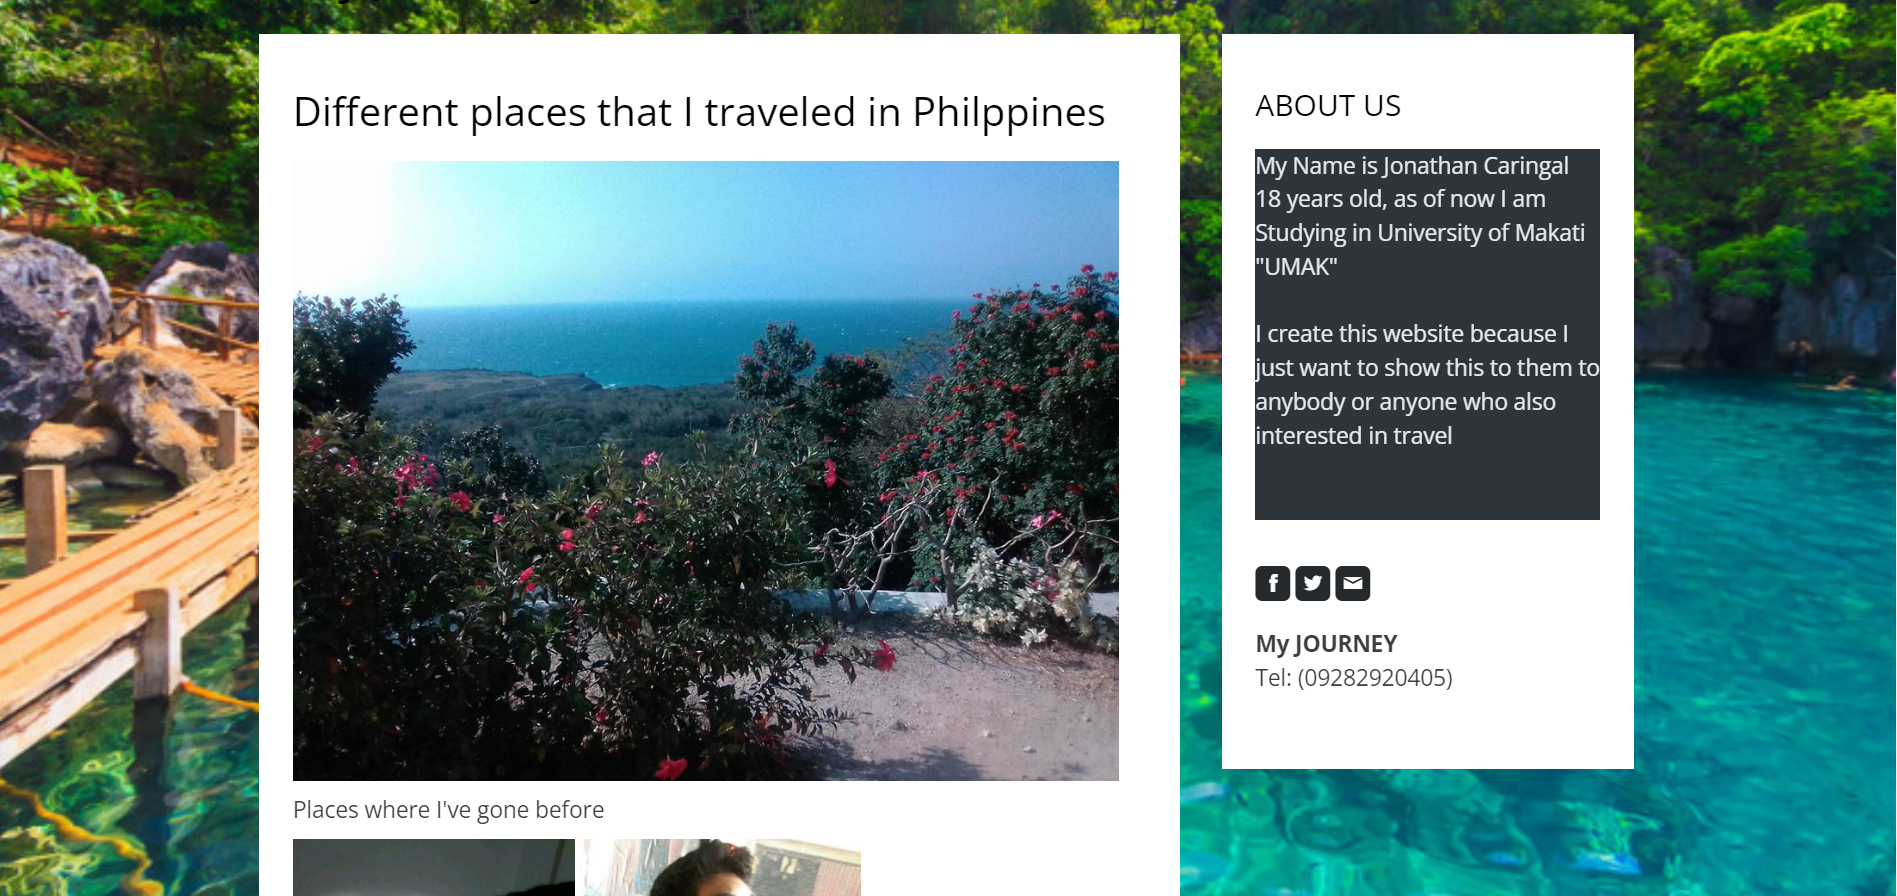 Different places that I traveled in Philppines
Places where I've gone before
ABOUT US
My Name is Jonathan Caringal
18 years old, as of now I am
Studying in University of Makati
"UMAK"
I create this website because I
just want to show this to them to
anybody or anyone who also
interested in travel
My JOURNEY
Tel: (09282920405)